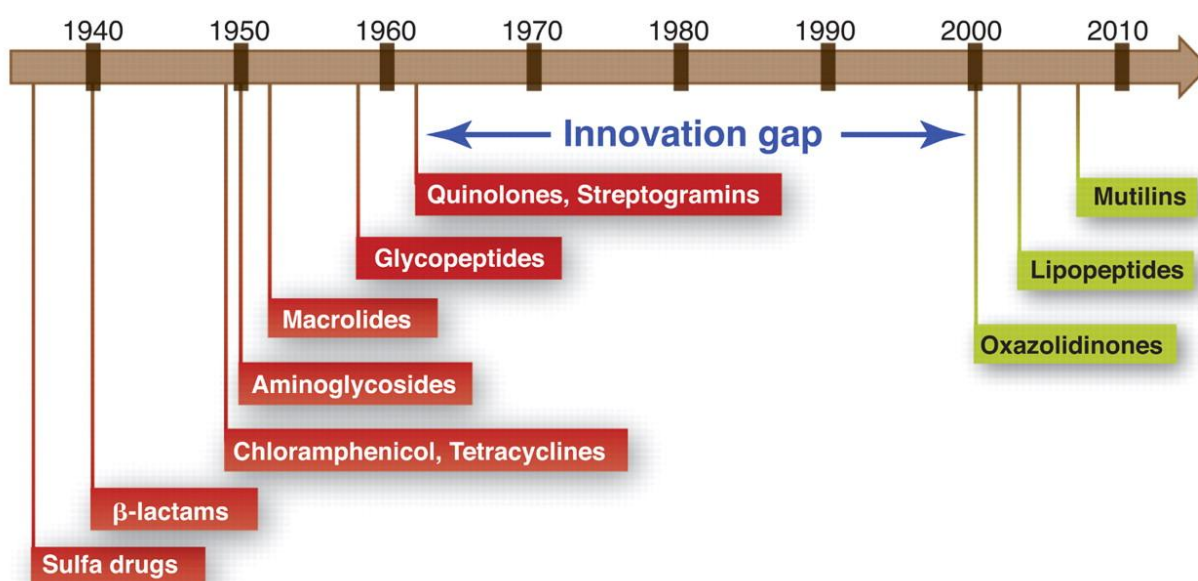 1940 1950 1960 1970 1980 1990 2000 2010
Innovation gap
Quinolones, Streptogramins
Mutilins
Glycopeptides
Lipopeptides
Macrolides
Oxazolidinones
Aminoglycosides
Chloramphenicol, Tetracyclines
β-lactams
Sulfa drugs